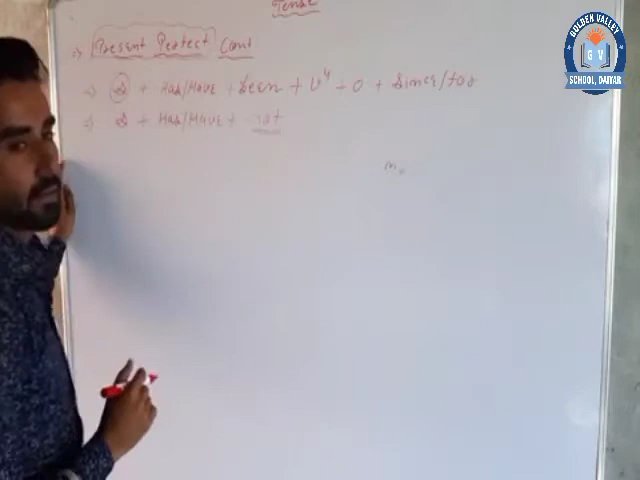 Tense
⇒ Present Perfect Cont
⇒ S + Has/Have + been + V⁴ + O + Since/for
⇒ S + Has/Have + not
GOLDEN VALLEY
G V
SCHOOL, DAIYAR